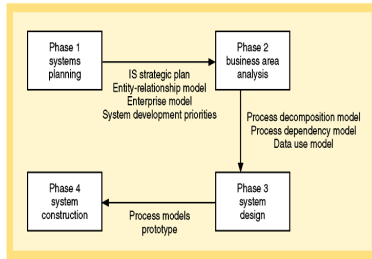 Phase 1
systems
planning
Phase 2
business area
analysis
IS strategic plan
Entity-relationship model
Enterprise model
System development priorities
Process decomposition model
Process dependency model
Data use model
Phase 4
system
construction
Phase 3
system
design
Process models
prototype